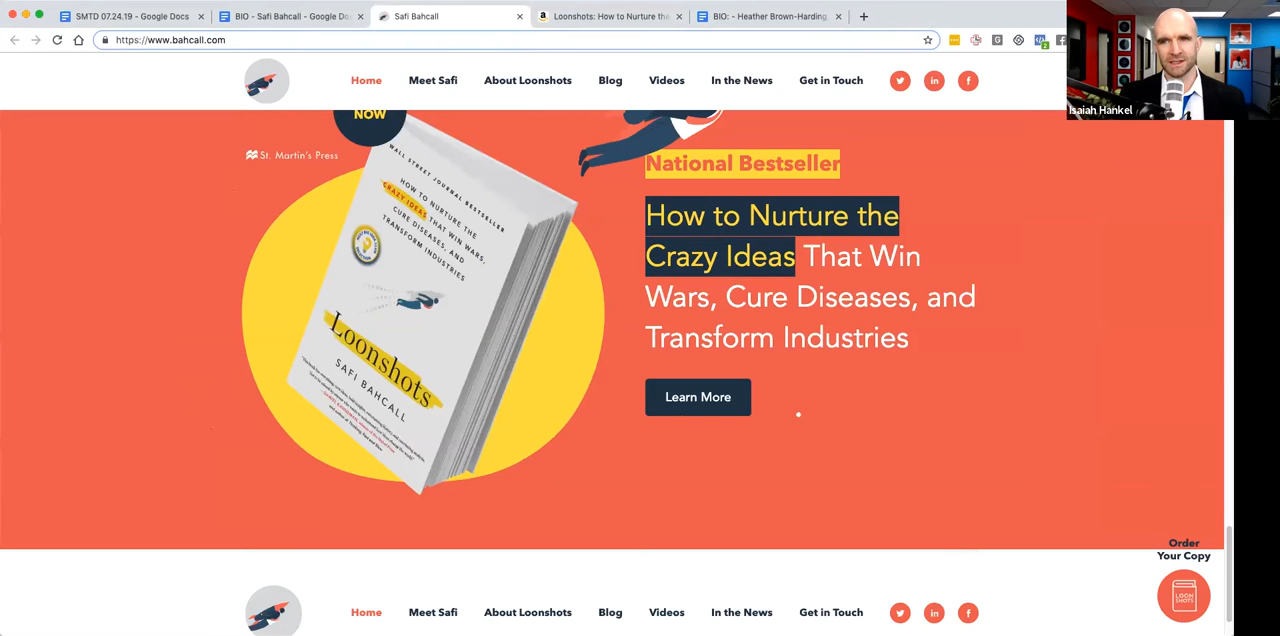 SMTD 07.24.19 - Google Docs
BIO - Safi Bahcall - Google Do
Safi Bahcall
Loonshots: How to Nurture the
BIO: - Heather Brown-Harding
https://www.bahcall.com
Isaiah Hankel
Home Meet Safi About Loonshots Blog Videos In the News Get in Touch
NOW
St. Martin's Press
WALL STREET JOURNAL BESTSELLER
HOW TO NURTURE THE
CRAZY IDEAS THAT WIN WARS,
CURE DISEASES, AND
TRANSFORM INDUSTRIES
Loonshots
SAFI BAHCALL
National Bestseller
How to Nurture the
Crazy Ideas That Win
Wars, Cure Diseases, and
Transform Industries
Learn More
Order
Your Copy
LOON
SHOTS
Home Meet Safi About Loonshots Blog Videos In the News Get in Touch